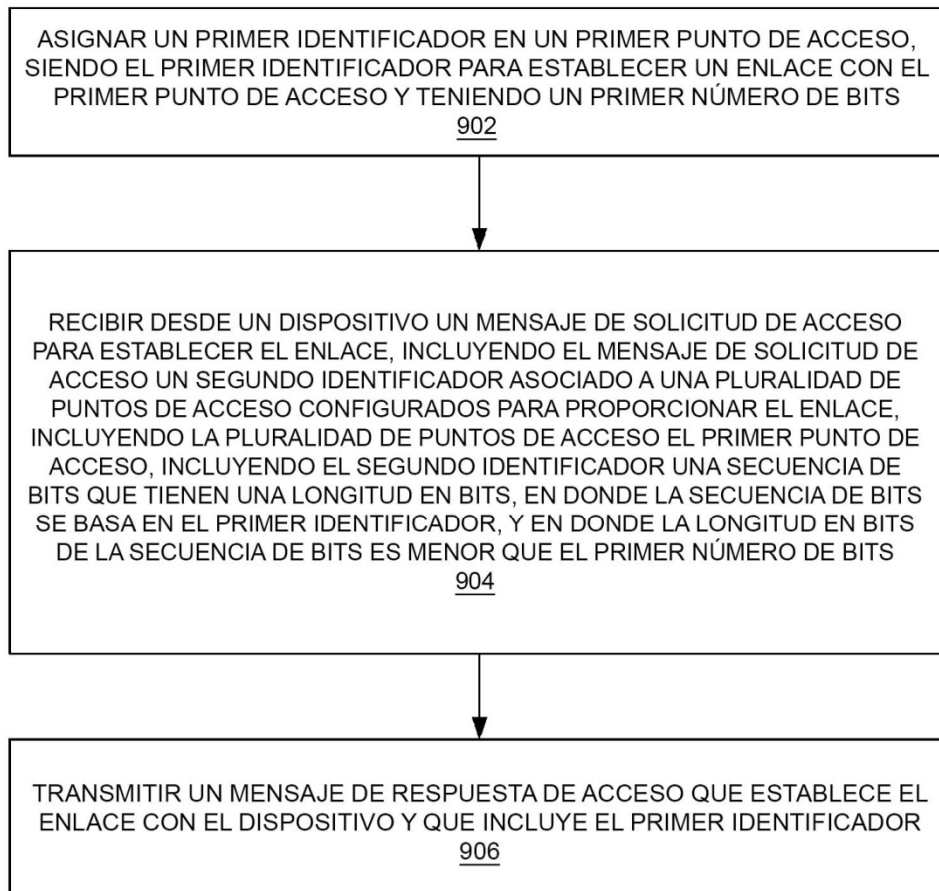 ASIGNAR UN PRIMER IDENTIFICADOR EN UN PRIMER PUNTO DE ACCESO,
SIENDO EL PRIMER IDENTIFICADOR PARA ESTABLECER UN ENLACE CON EL
PRIMER PUNTO DE ACCESO Y TENIENDO UN PRIMER NÚMERO DE BITS
902
RECIBIR DESDE UN DISPOSITIVO UN MENSAJE DE SOLICITUD DE ACCESO
PARA ESTABLECER EL ENLACE, INCLUYENDO EL MENSAJE DE SOLICITUD DE
ACCESO UN SEGUNDO IDENTIFICADOR ASOCIADO A UNA PLURALIDAD DE
PUNTOS DE ACCESO CONFIGURADOS PARA PROPORCIONAR EL ENLACE,
INCLUYENDO LA PLURALIDAD DE PUNTOS DE ACCESO EL PRIMER PUNTO DE
ACCESO, INCLUYENDO EL SEGUNDO IDENTIFICADOR UNA SECUENCIA DE
BITS QUE TIENEN UNA LONGITUD EN BITS, EN DONDE LA SECUENCIA DE BITS
SE BASA EN EL PRIMER IDENTIFICADOR, Y EN DONDE LA LONGITUD EN BITS
DE LA SECUENCIA DE BITS ES MENOR QUE EL PRIMER NÚMERO DE BITS
904
TRANSMITIR UN MENSAJE DE RESPUESTA DE ACCESO QUE ESTABLECE EL
ENLACE CON EL DISPOSITIVO Y QUE INCLUYE EL PRIMER IDENTIFICADOR
906